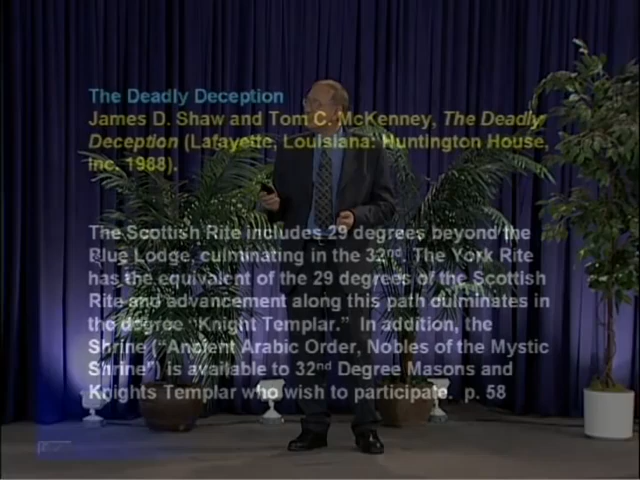 The Deadly Deception
James D. Shaw and Tom C. McKenney, The Deadly
Deception (Lafayette, Louisiana: Huntington House,
Inc. 1988).
The Scottish Rite includes 29 degrees beyond the
Blue Lodge, culminating in the 32nd. The York Rite
has the equivalent of the 29 degrees of the Scottish
Rite and advancement along this path culminates in
the degree "Knight Templar." In addition, the
Shrine ("Ancient Arabic Order, Nobles of the Mystic
Shrine") is available to 32nd Degree Masons and
Knights Templar who wish to participate. p. 58